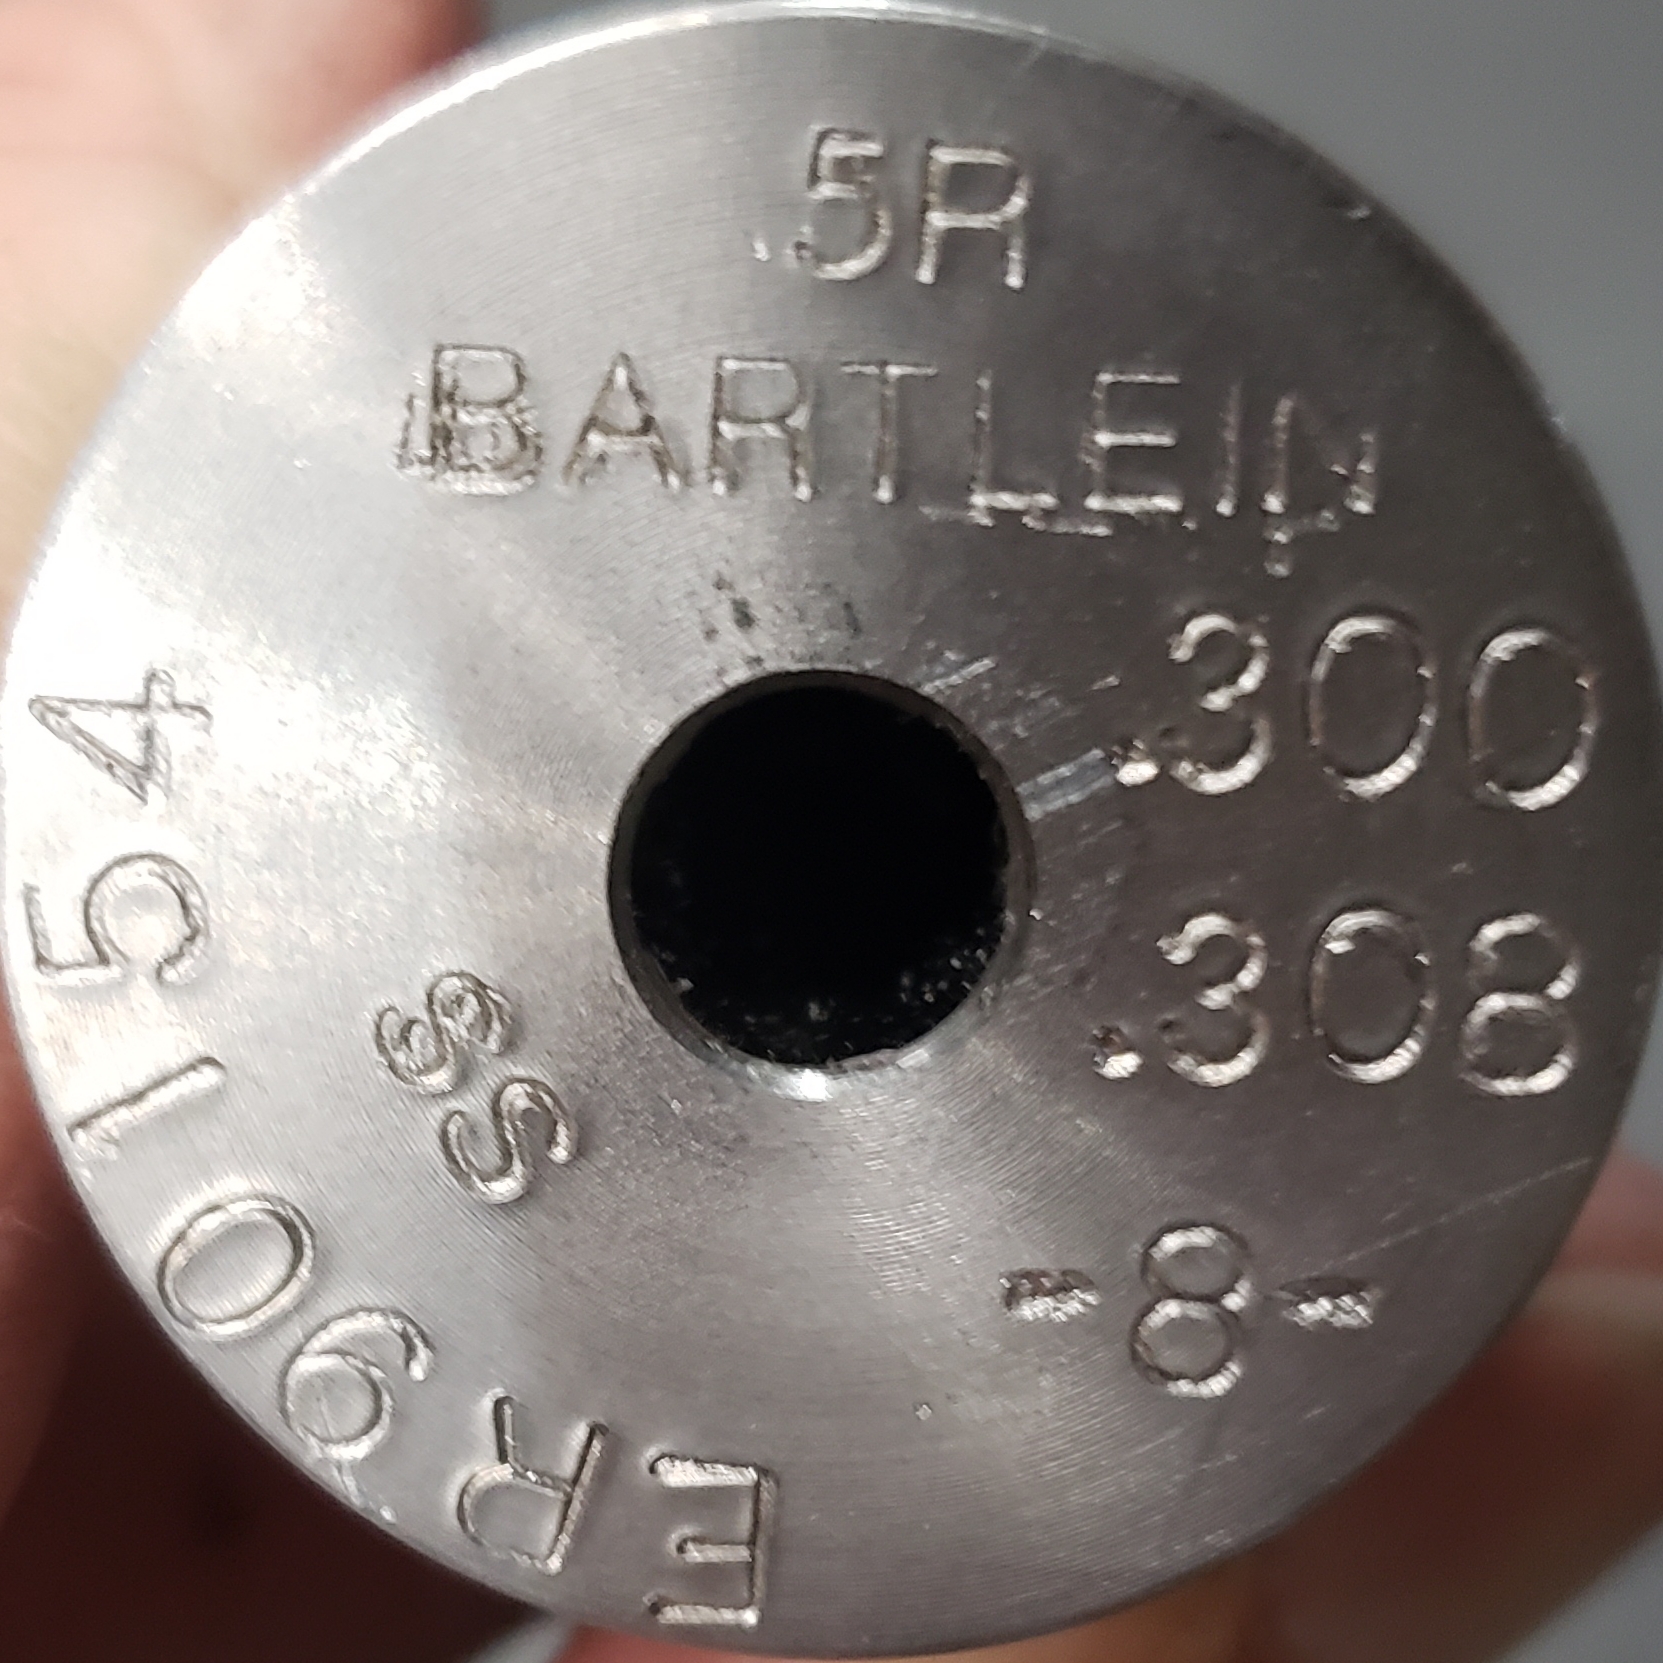 5R
BARTLEIN
.300
.308
-8-
ER90154
SS